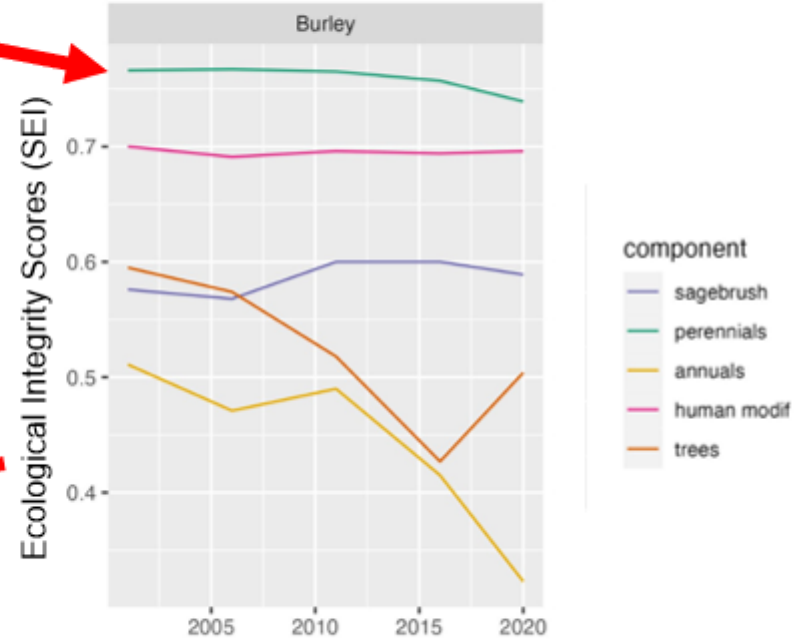 Burley
Ecological Integrity Scores (SEI)
0.7
0.6
0.5
0.4
2005 2010 2015 2020
component
sagebrush
perennials
annuals
human modif
trees